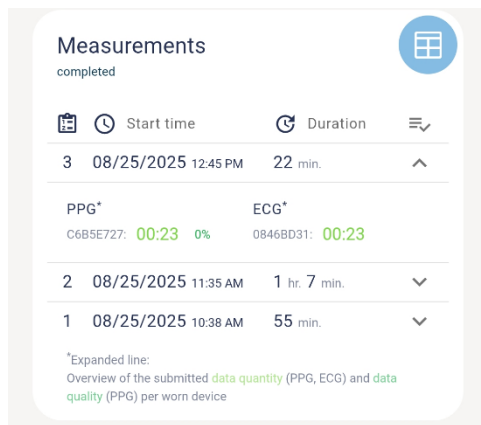 Measurements
completed
Start time Duration
3 08/25/2025 12:45 PM 22 min.
PPG* ECG*
C6B5E727: 00:23 0% 0846BD31: 00:23
2 08/25/2025 11:35 AM 1 hr. 7 min.
1 08/25/2025 10:38 AM 55 min.
*Expanded line:
Overview of the submitted data quantity (PPG, ECG) and data
quality (PPG) per worn device